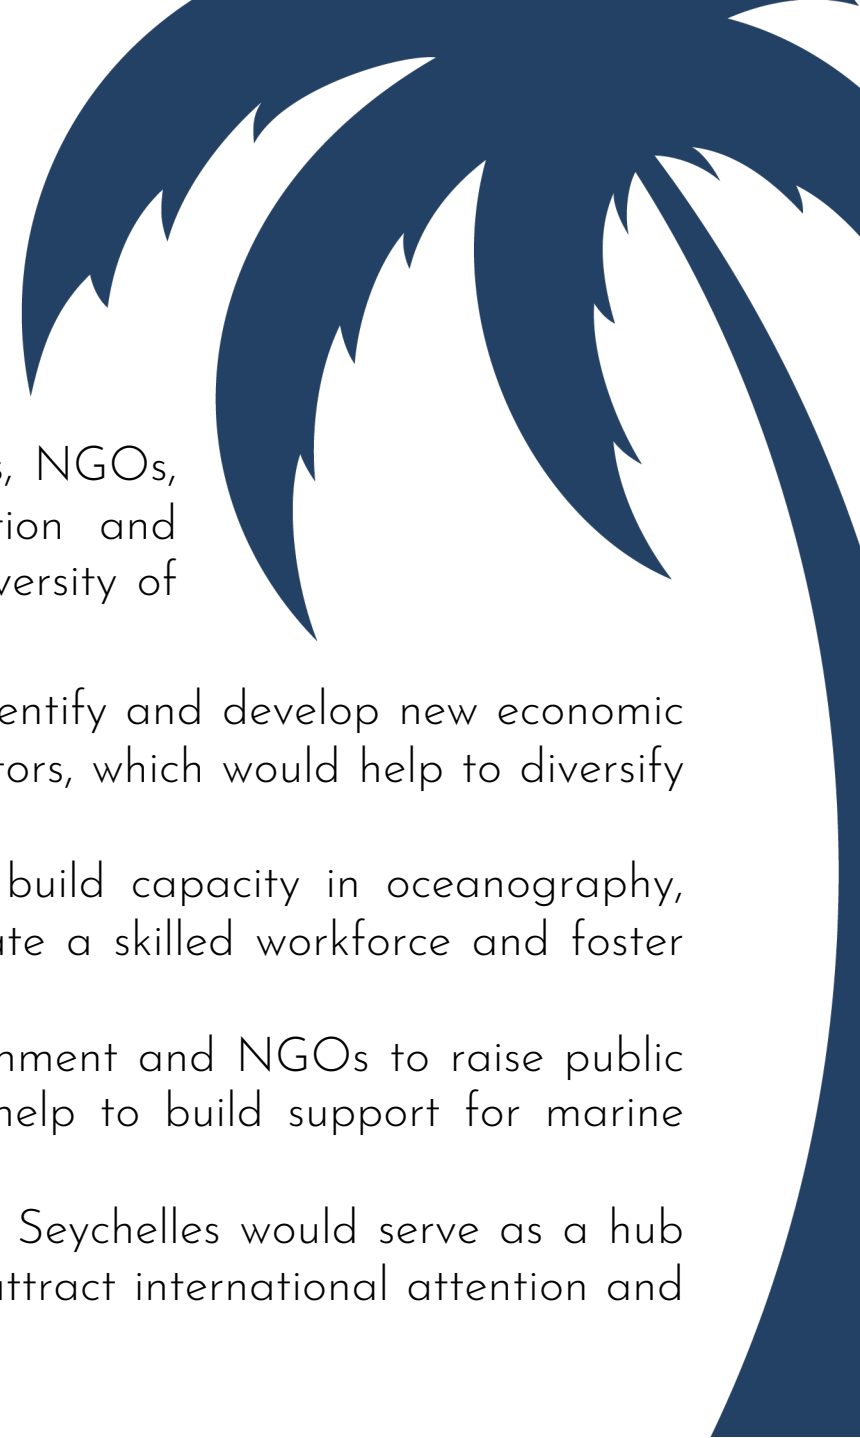 s, NGOs,
tion and
versity of
entify and develop new economic
tors, which would help to diversify
build capacity in oceanography,
ate a skilled workforce and foster
nment and NGOs to raise public
help to build support for marine
Seychelles would serve as a hub
attract international attention and